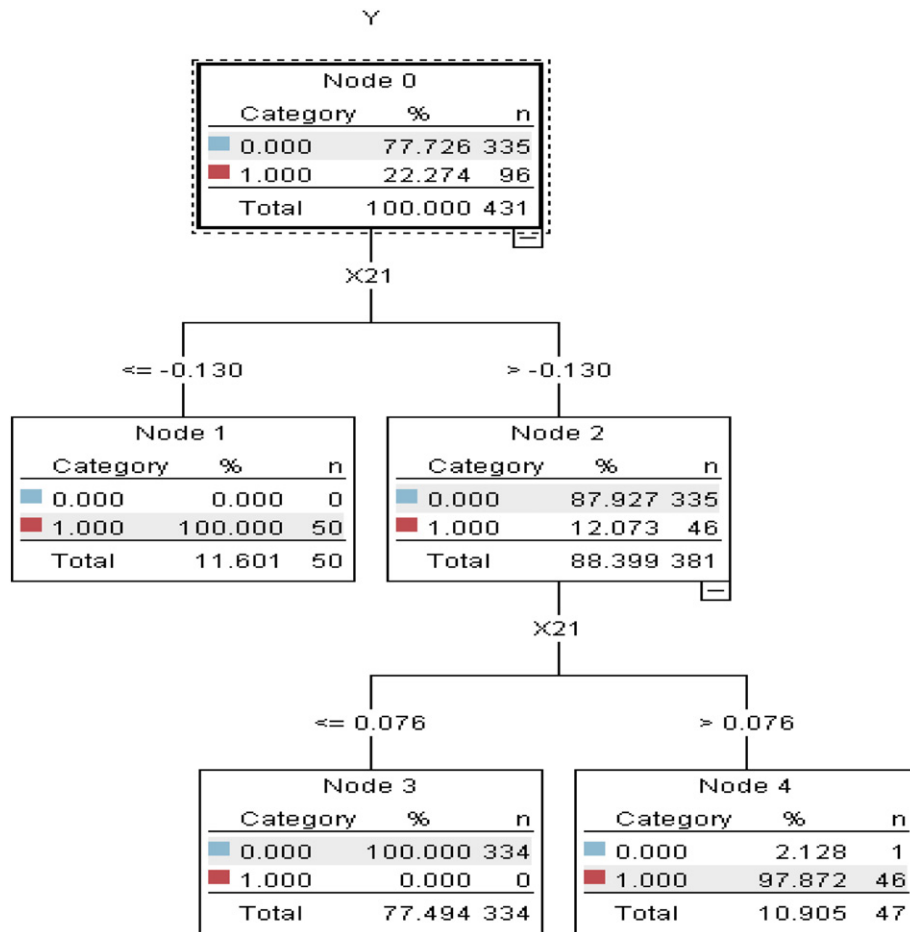 Y
Node 0
Category % n
0.000 77.726 335
1.000 22.274 96
Total 100.000 431
X21
<= -0.130 > -0.130
Node 1
Category % n
0.000 0.000 0
1.000 100.000 50
Total 11.601 50
Node 2
Category % n
0.000 87.927 335
1.000 12.073 46
Total 88.399 381
X21
<= 0.076 > 0.076
Node 3
Category % n
0.000 100.000 334
1.000 0.000 0
Total 77.494 334
Node 4
Category % n
0.000 2.128 1
1.000 97.872 46
Total 10.905 47